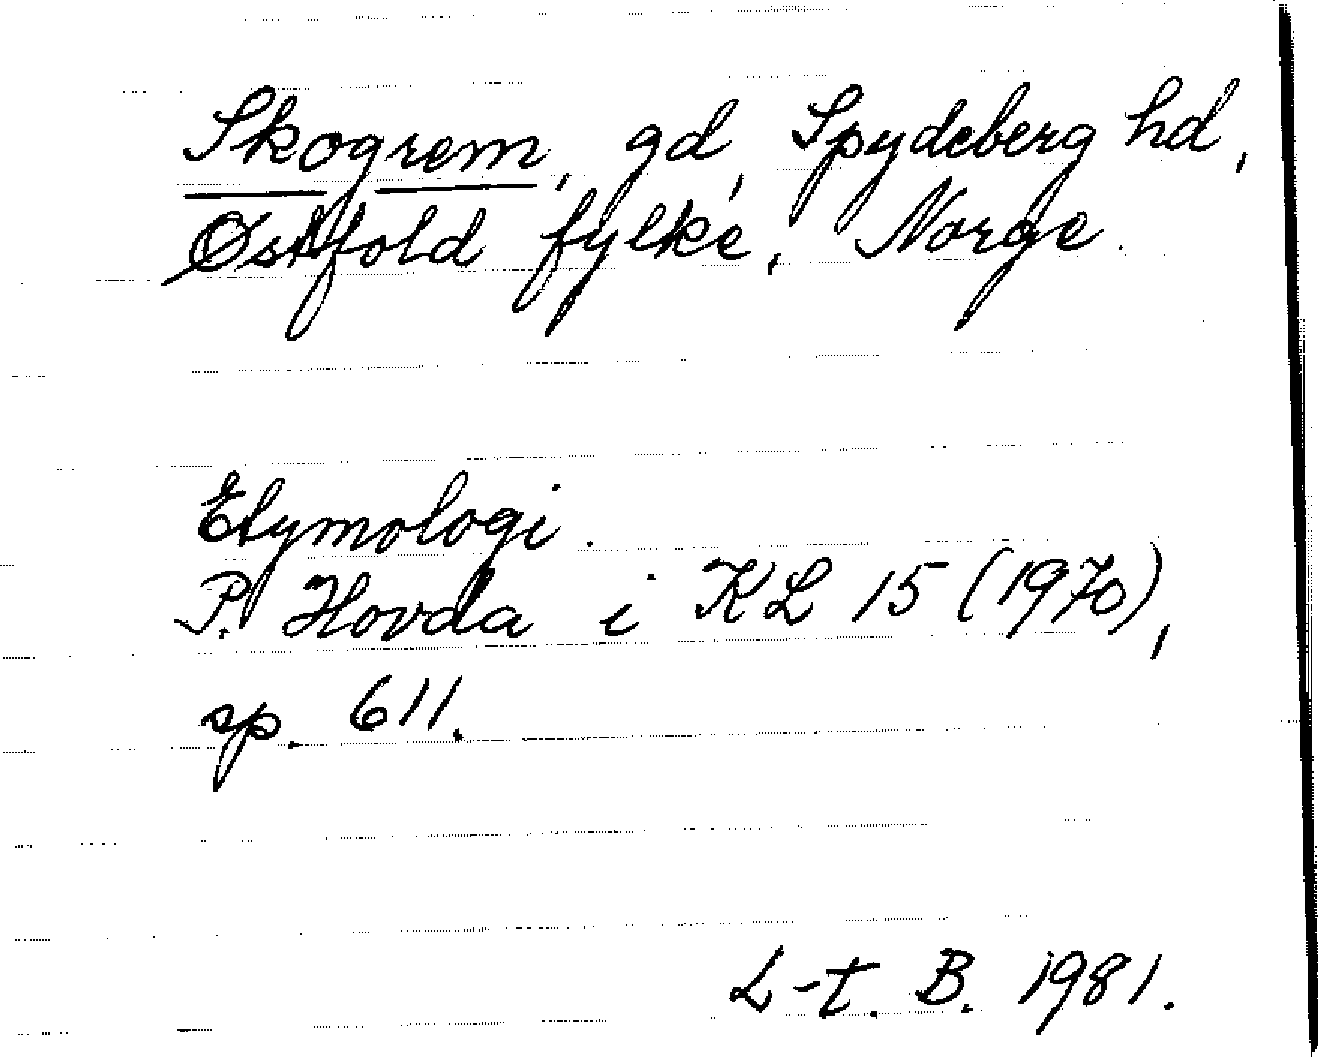 Skogrem, gd, Spydeberg hd,
Østfold fylke, Norge.
Etymologi.
P. Hovda i KL 15 (1970),
sp. 611.
L-t. B. 1981.